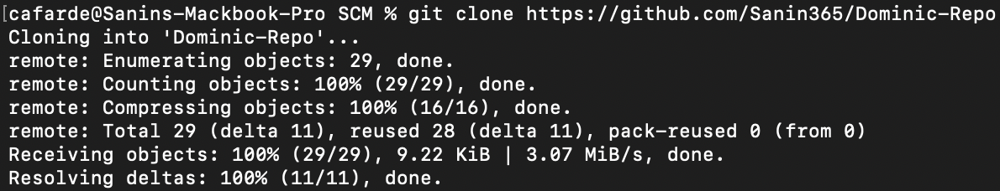 [cafarde@Sanins-Mackbook-Pro SCM % git clone https://github.com/Sanin365/Dominic-Repo
Cloning into 'Dominic-Repo'...
remote: Enumerating objects: 29, done.
remote: Counting objects: 100% (29/29), done.
remote: Compressing objects: 100% (16/16), done.
remote: Total 29 (delta 11), reused 28 (delta 11), pack-reused 0 (from 0)
Receiving objects: 100% (29/29), 9.22 KiB | 3.07 MiB/s, done.
Resolving deltas: 100% (11/11), done.